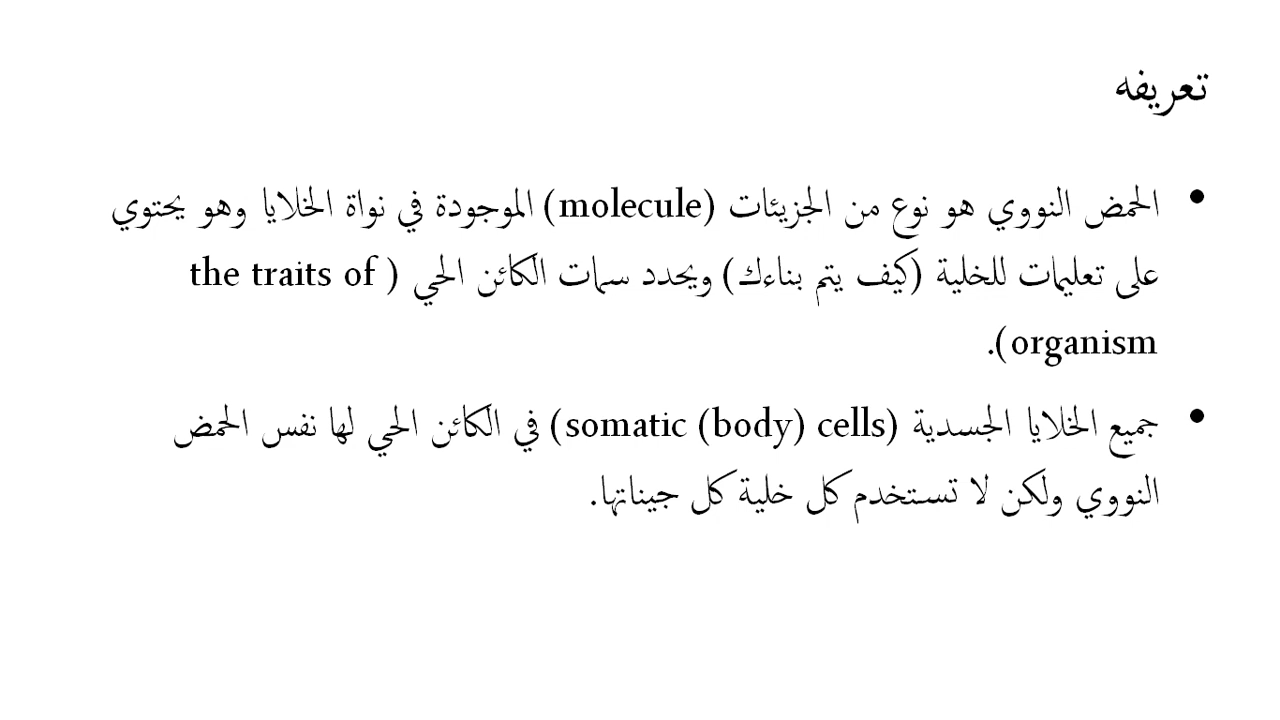 تعريفه
• الحمض النووي هو نوع من الجزيئات (molecule) الموجودة في نواة الخلايا وهو يحتوي
على تعليمات للخلية (كيف يتم بناءك) ويحدد سمات الكائن الحي (the traits of
organism).
• جميع الخلايا الجسدية (somatic (body) cells) في الكائن الحي لها نفس الحمض
النووي ولكن لا تستخدم كل خلية كل جيناتها.